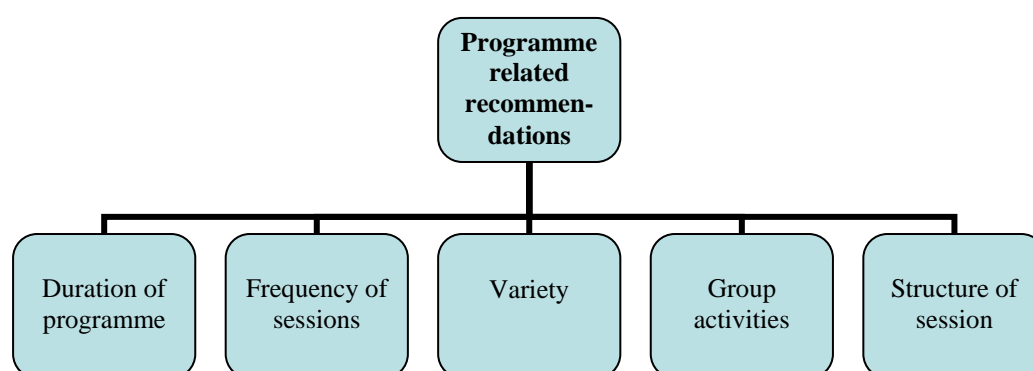 Programme
related
recommen-
dations
Duration of
programme
Frequency of
sessions
Variety
Group
activities
Structure of
session